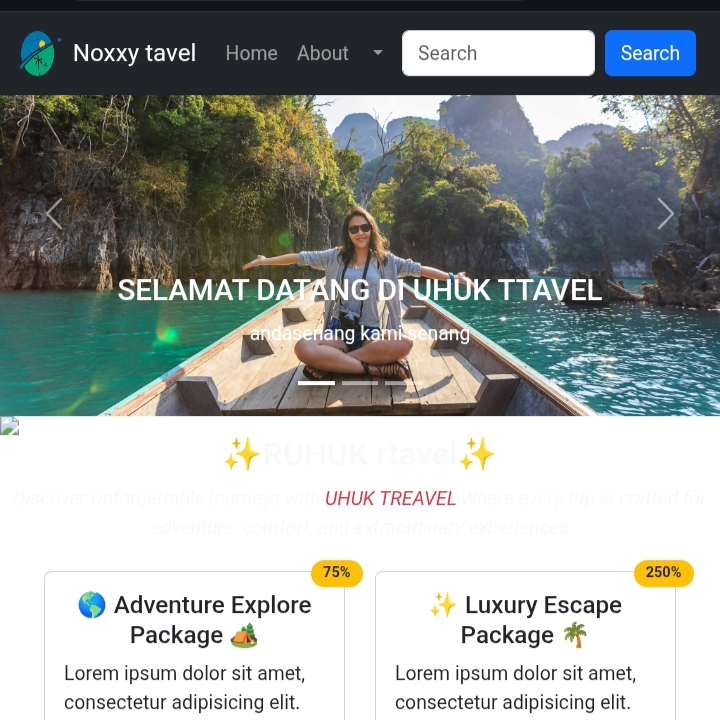 Noxxy tavel Home About Search Search
SELAMAT DATANG DI UHUK TTAVEL
andasenang kami senang
✨RUHUK rtavel✨
Discover Unforgettable journeys with UHUK TREAVEL Where every trip is crafted for
adventure, comfort, and extraordinary experiences
75%
250%
🌎 Adventure Explore
Package 🏕️
Lorem ipsum dolor sit amet,
consectetur adipisicing elit.
✨ Luxury Escape
Package 🌴
Lorem ipsum dolor sit amet,
consectetur adipisicing elit.